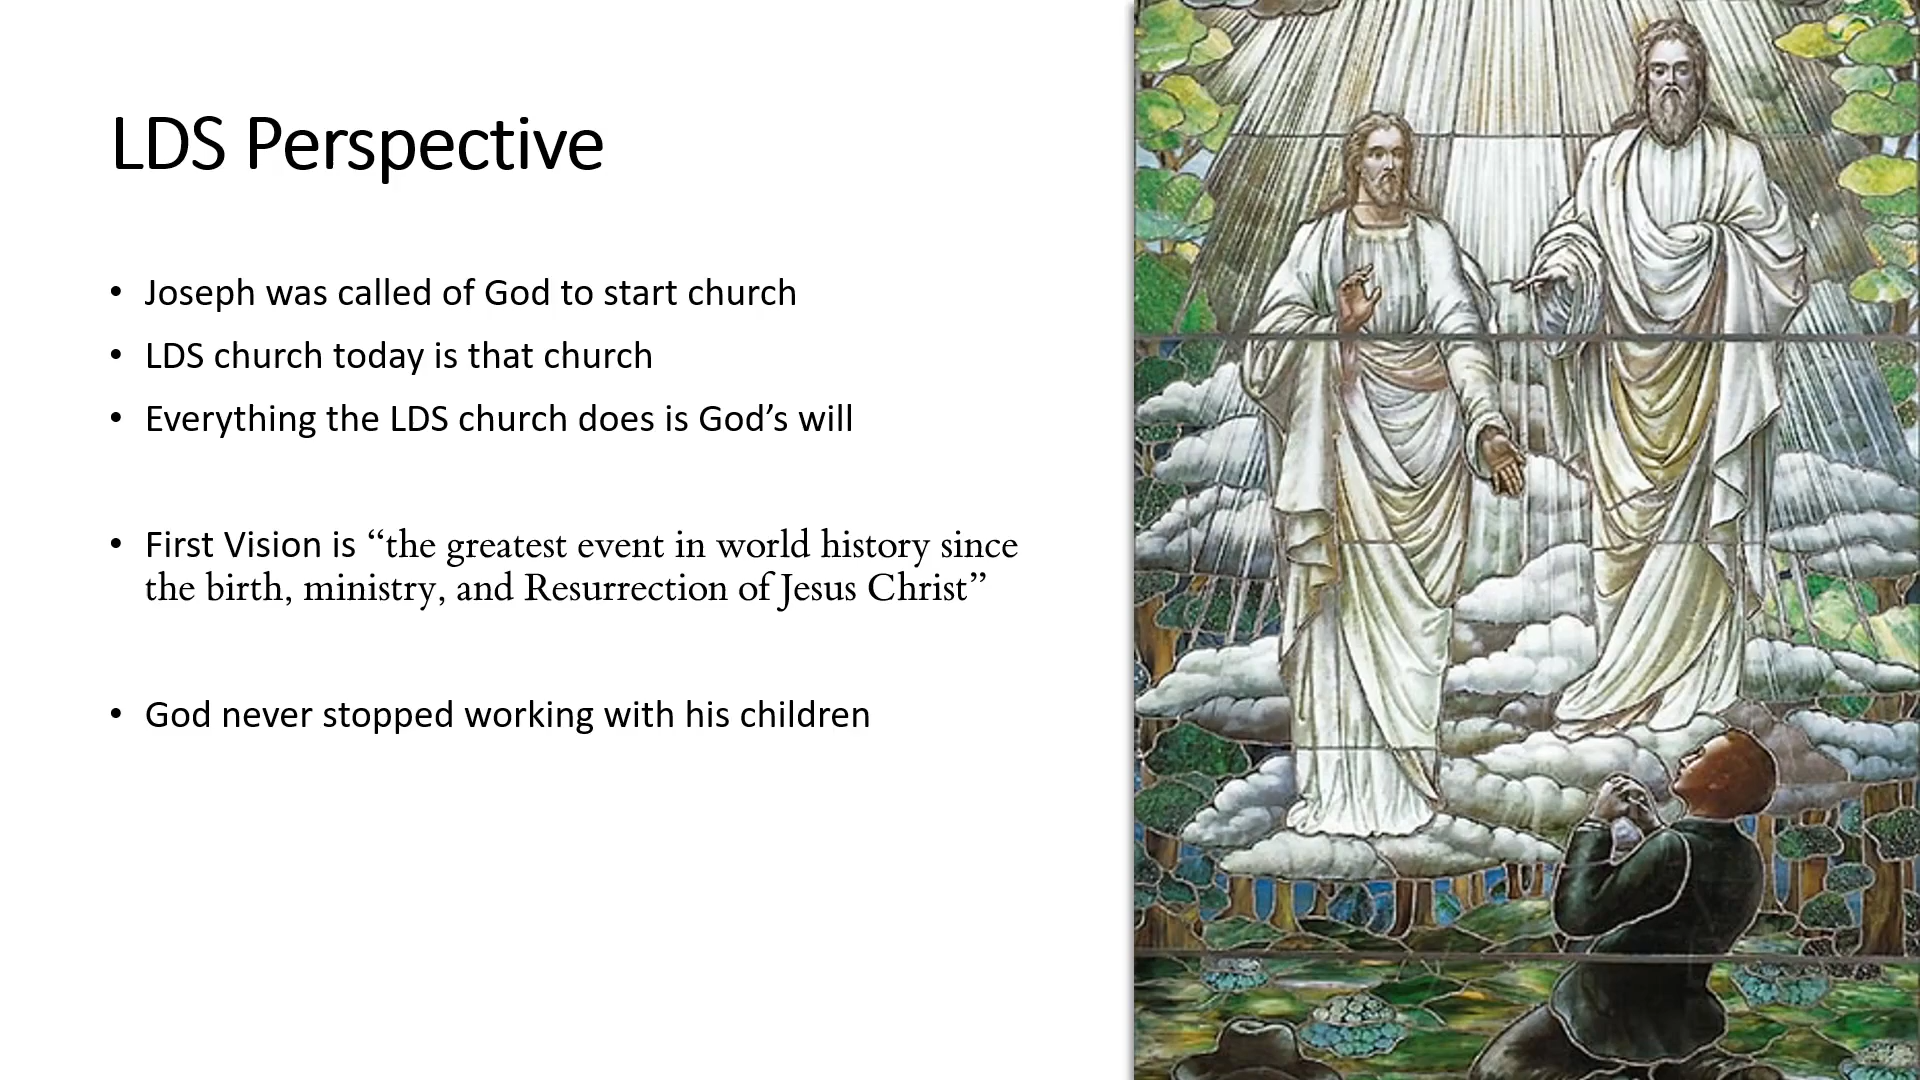 LDS Perspective
• Joseph was called of God to start church
• LDS church today is that church
• Everything the LDS church does is God’s will
• First Vision is “the greatest event in world history since
the birth, ministry, and Resurrection of Jesus Christ”
• God never stopped working with his children